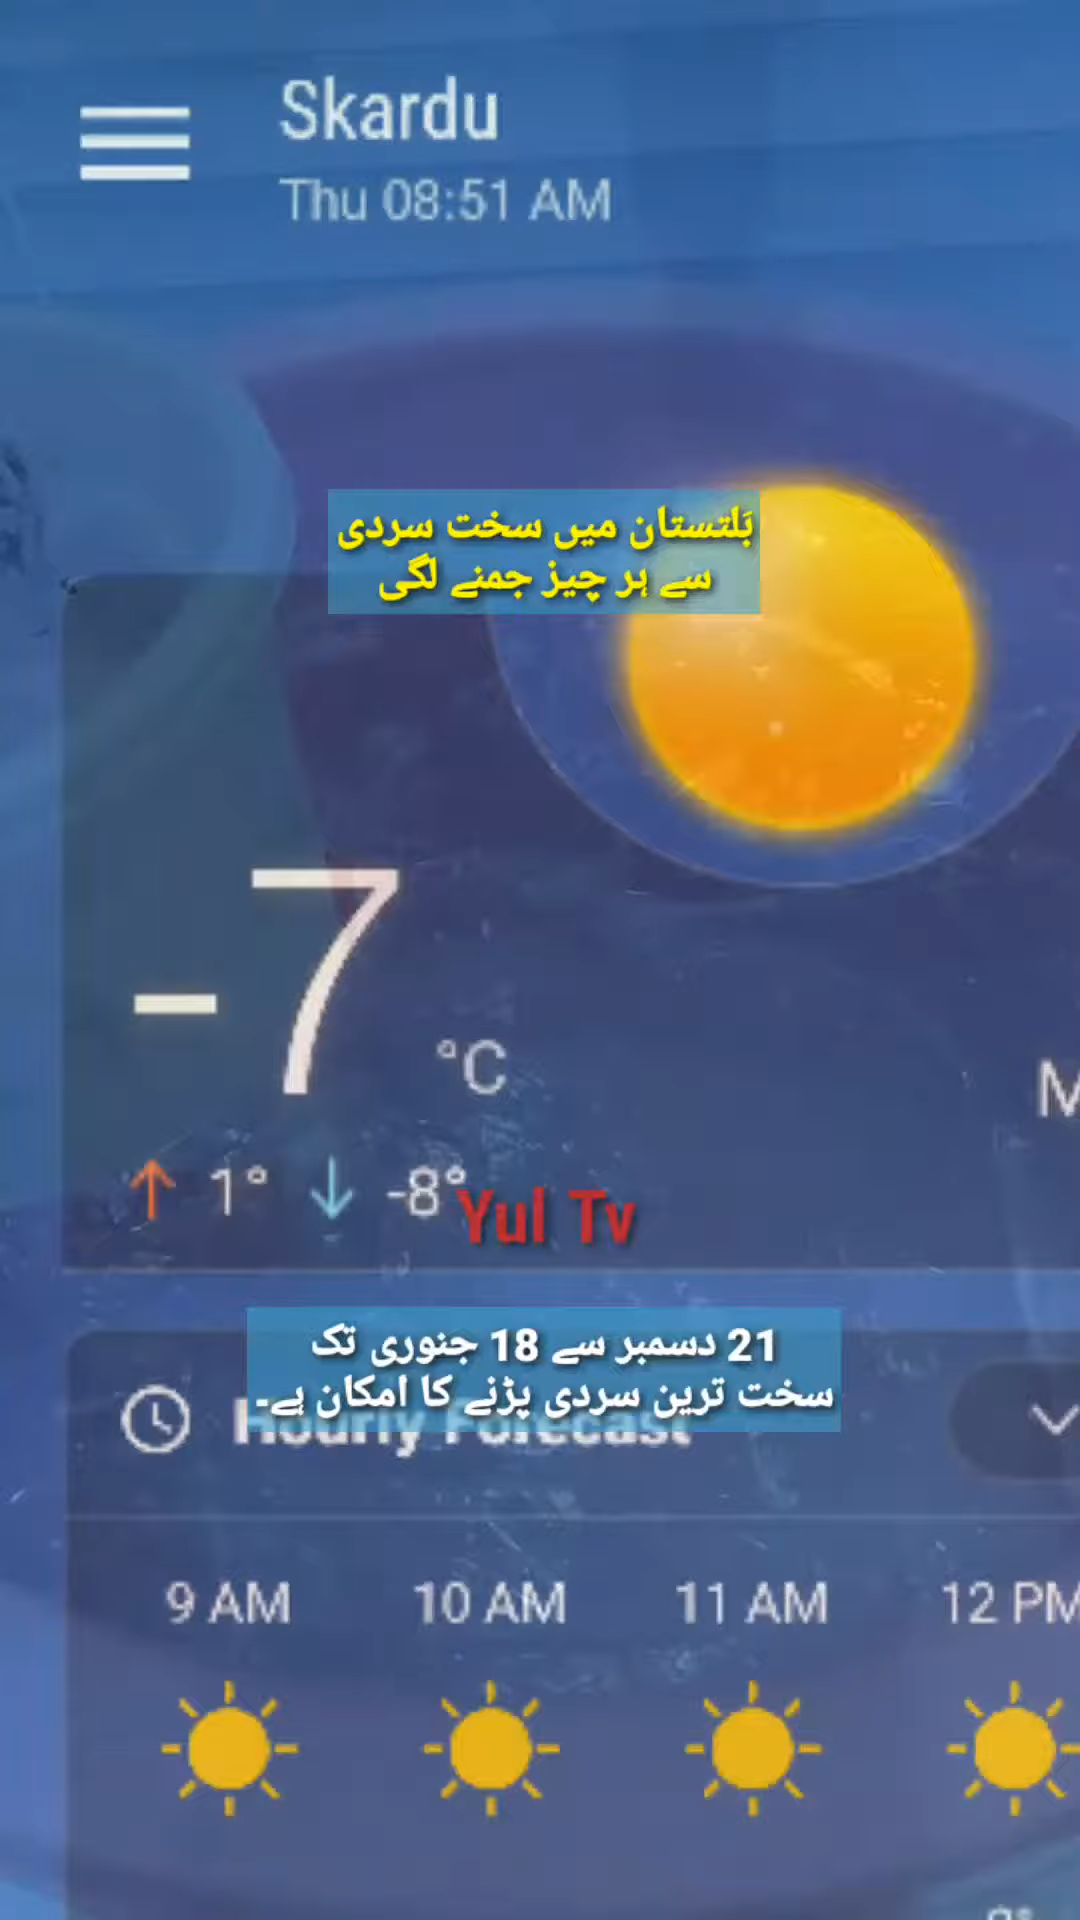 Skardu
Thu 08:51 AM
بَلتستان میں سخت سردی
سے ہر چیز جمنے لگی
-7 °C
1° -8°
Yul Tv
21 دسمبر سے 18 جنوری تک
سخت ترین سردی پڑنے کا امکان ہے۔
Hourly Forecast
9 AM 10 AM 11 AM 12 PM